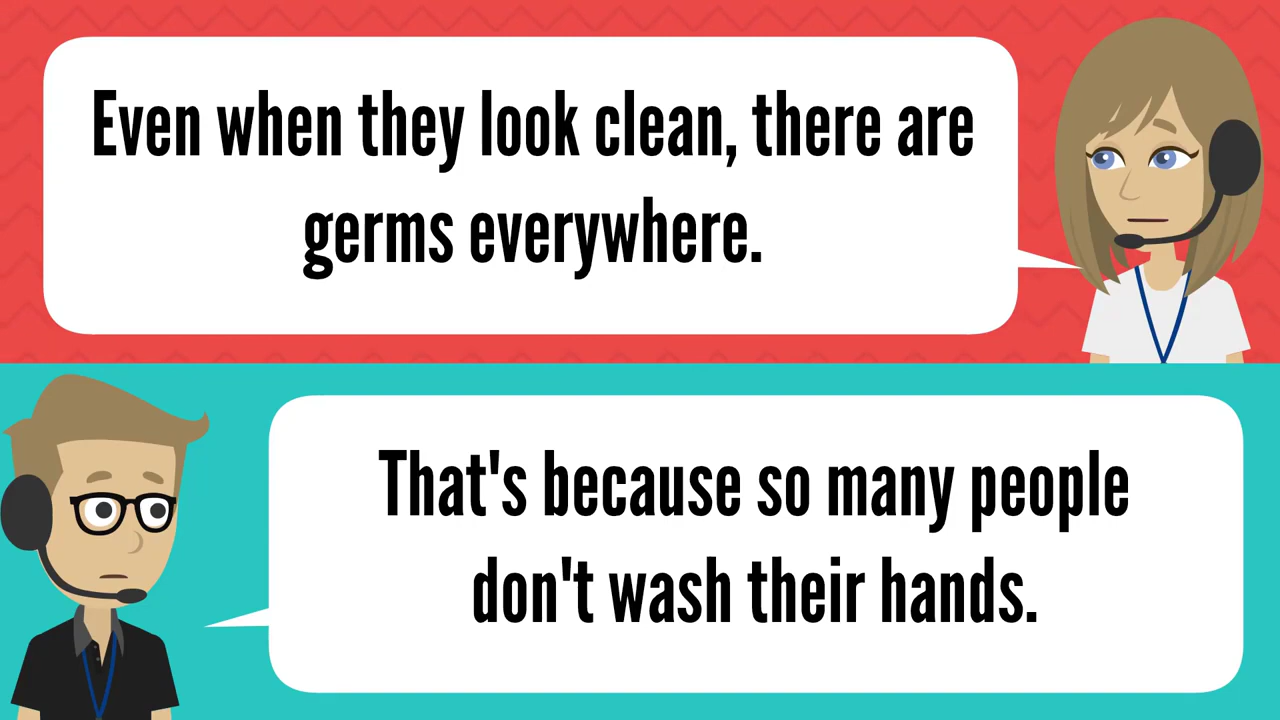 Even when they look clean, there are
germs everywhere.
That's because so many people
don't wash their hands.